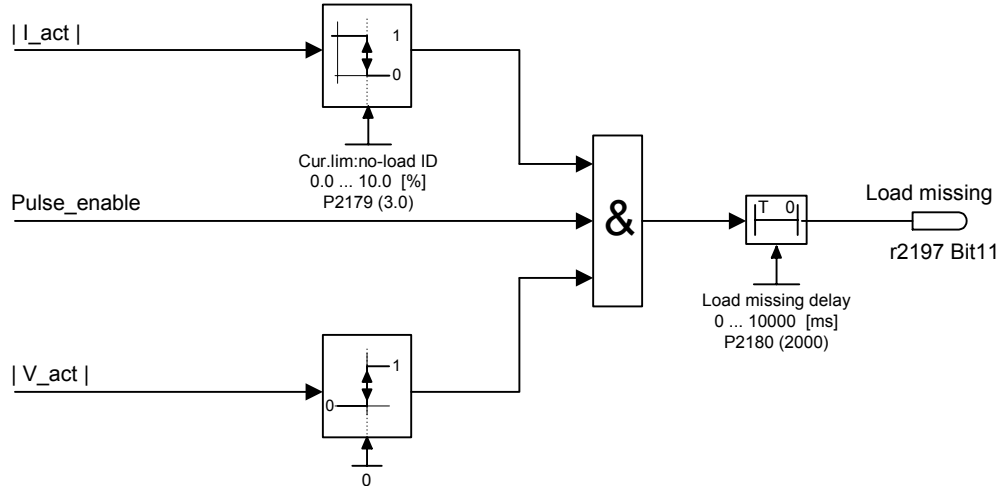 | I_act |
1
0
Cur.lim:no-load ID
0.0 ... 10.0 [%]
P2179 (3.0)
Pulse_enable
&
T 0
Load missing
r2197 Bit11
Load missing delay
0 ... 10000 [ms]
P2180 (2000)
| V_act |
1
0
0